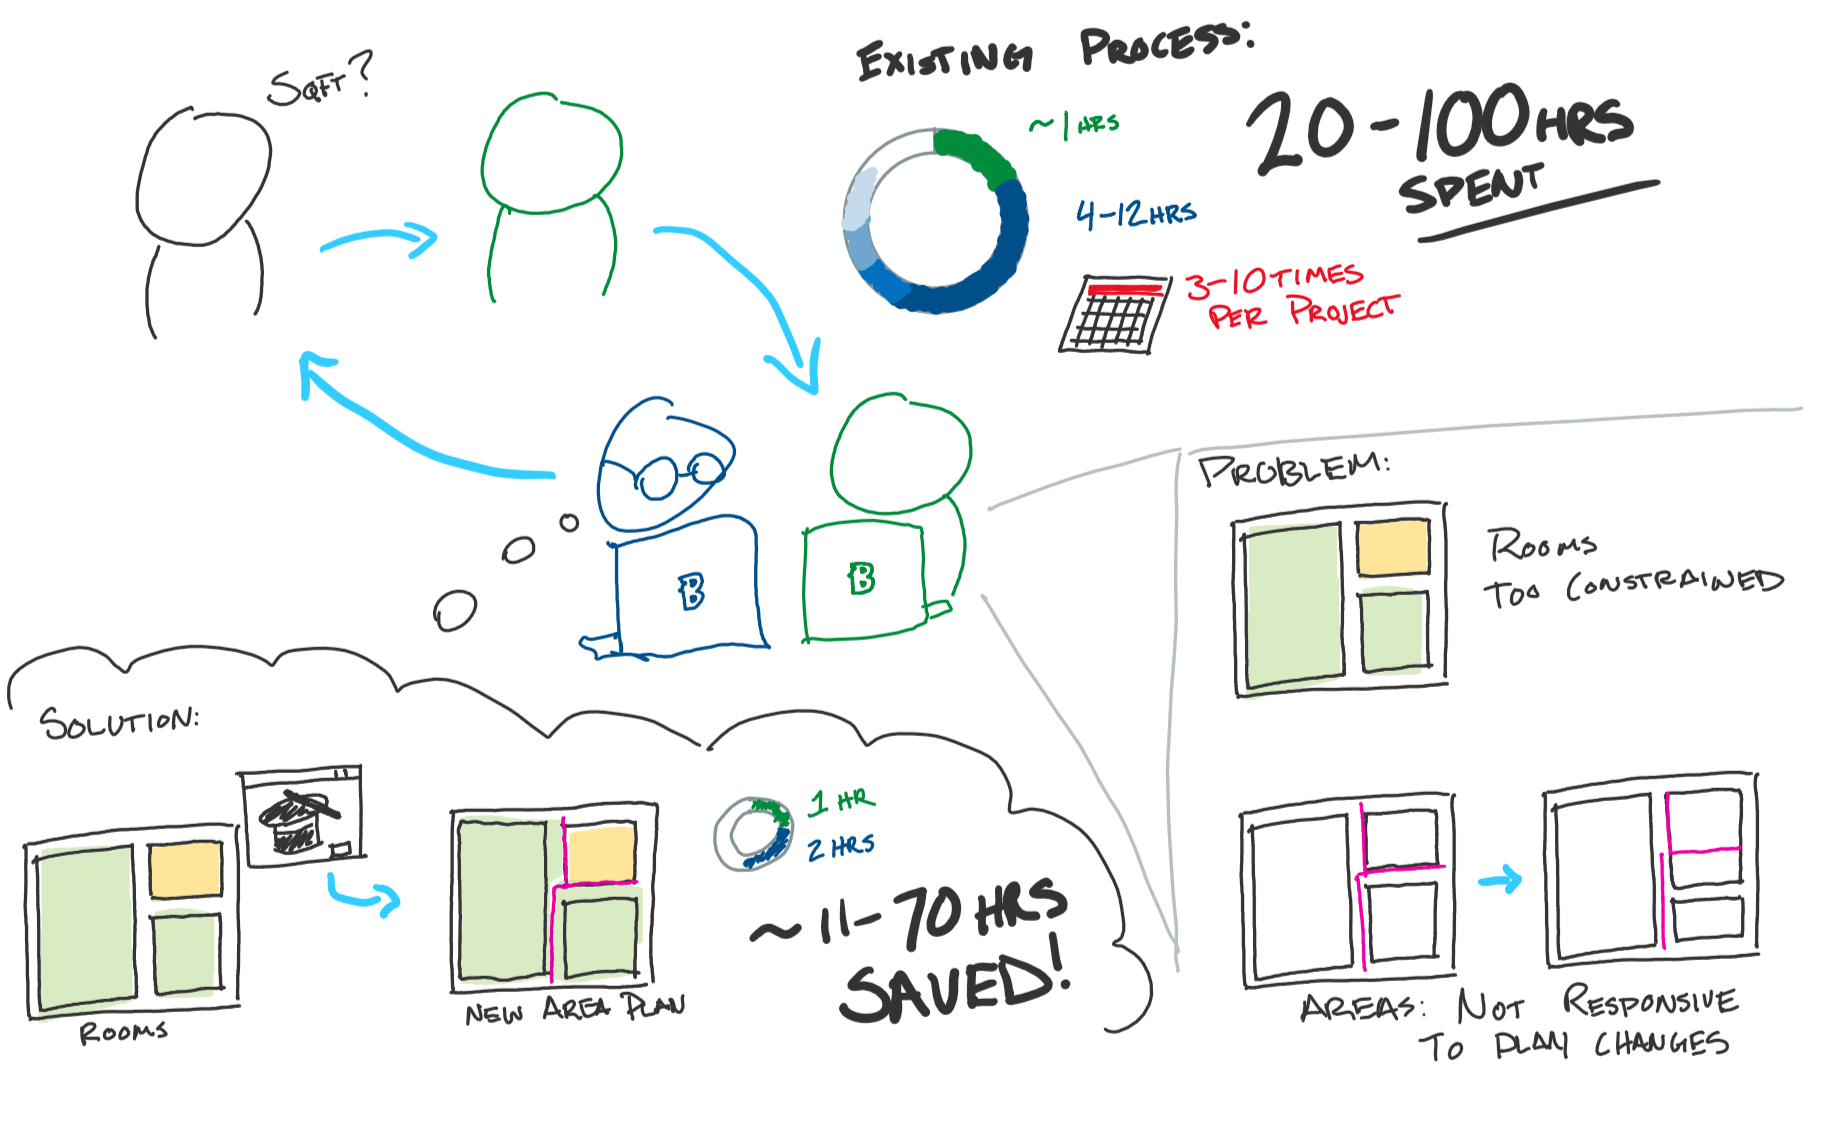 SQFT?
EXISTING PROCESS:
~1 HRS
20-100 HRS
SPENT
4-12 HRS
3-10 TIMES
PER PROJECT
B
B
PROBLEM:
ROOMS
TOO CONSTRAINED
AREAS: NOT RESPONSIVE
TO PLAN CHANGES
SOLUTION:
ROOMS
NEW AREA PLAN
1 HR
2 HRS
~11-70 HRS
SAVED!